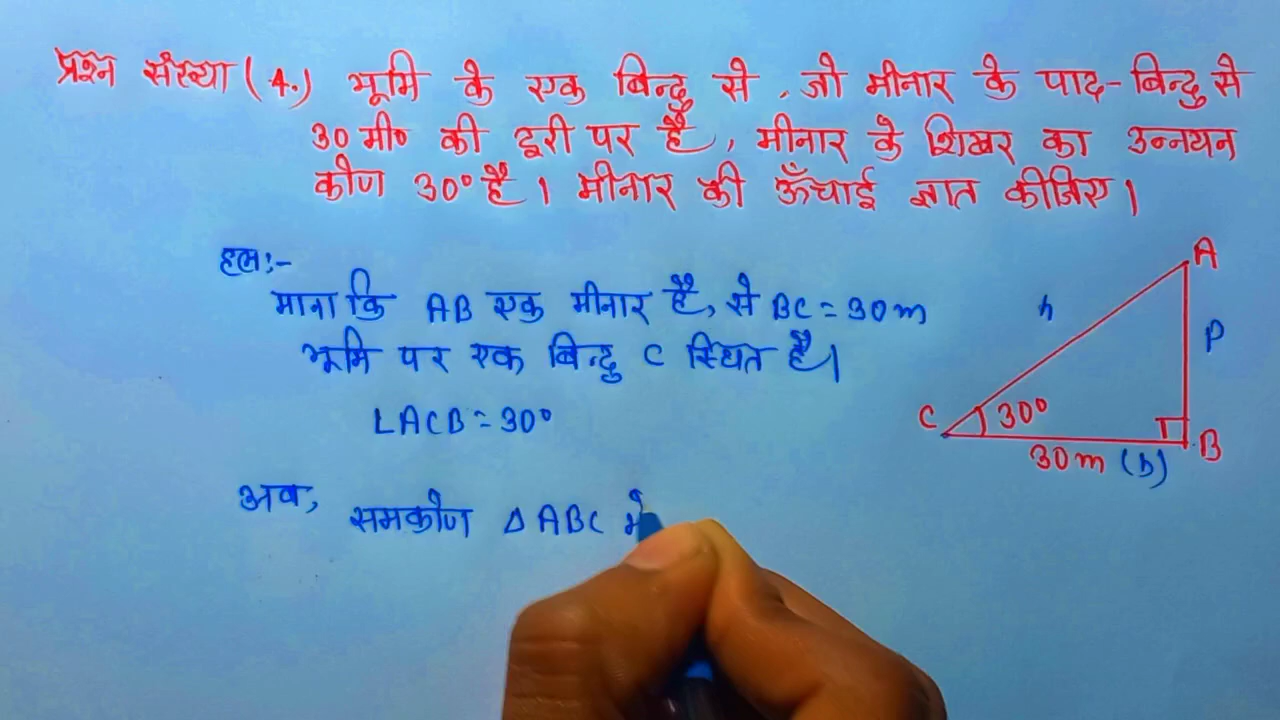 प्रश्न संख्या (4.) भूमि के एक बिन्दु से, जो मीनार के पाद-बिन्दु से
30 मी० की दूरी पर है, मीनार के शिखर का उन्नयन
कोण 30° है। मीनार की ऊँचाई ज्ञात कीजिए।
हल:-
माना कि AB एक मीनार है, से BC = 30m
भूमि पर एक बिन्दु C स्थित है।
∠ACB = 30°
अब, समकोण △ABC में
A
h
P
C
30°
B
30m (b)